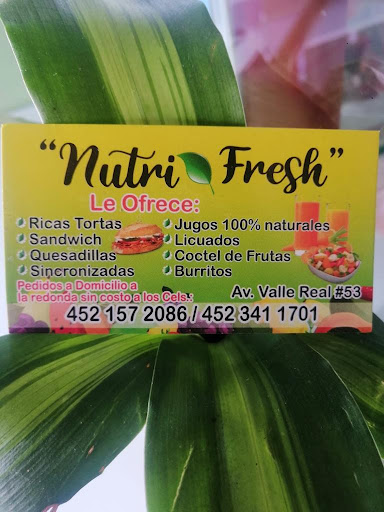 "Nutri Fresh"
Le Ofrece:
Ricas Tortas
Sandwich
Quesadillas
Sincronizadas
Jugos 100% naturales
Licuados
Coctel de Frutas
Burritos
Pedidos a Domicilio a
la redonda sin costo a los Cels.:
Av. Valle Real #53
452 157 2086 / 452 341 1701